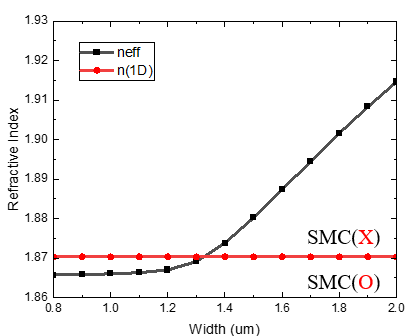 1.93
1.92
1.91
1.90
1.89
1.88
1.87
1.86
Refractive Index
neff
n(1D)
SMC(X)
SMC(O)
0.8 1.0 1.2 1.4 1.6 1.8 2.0
Width (um)